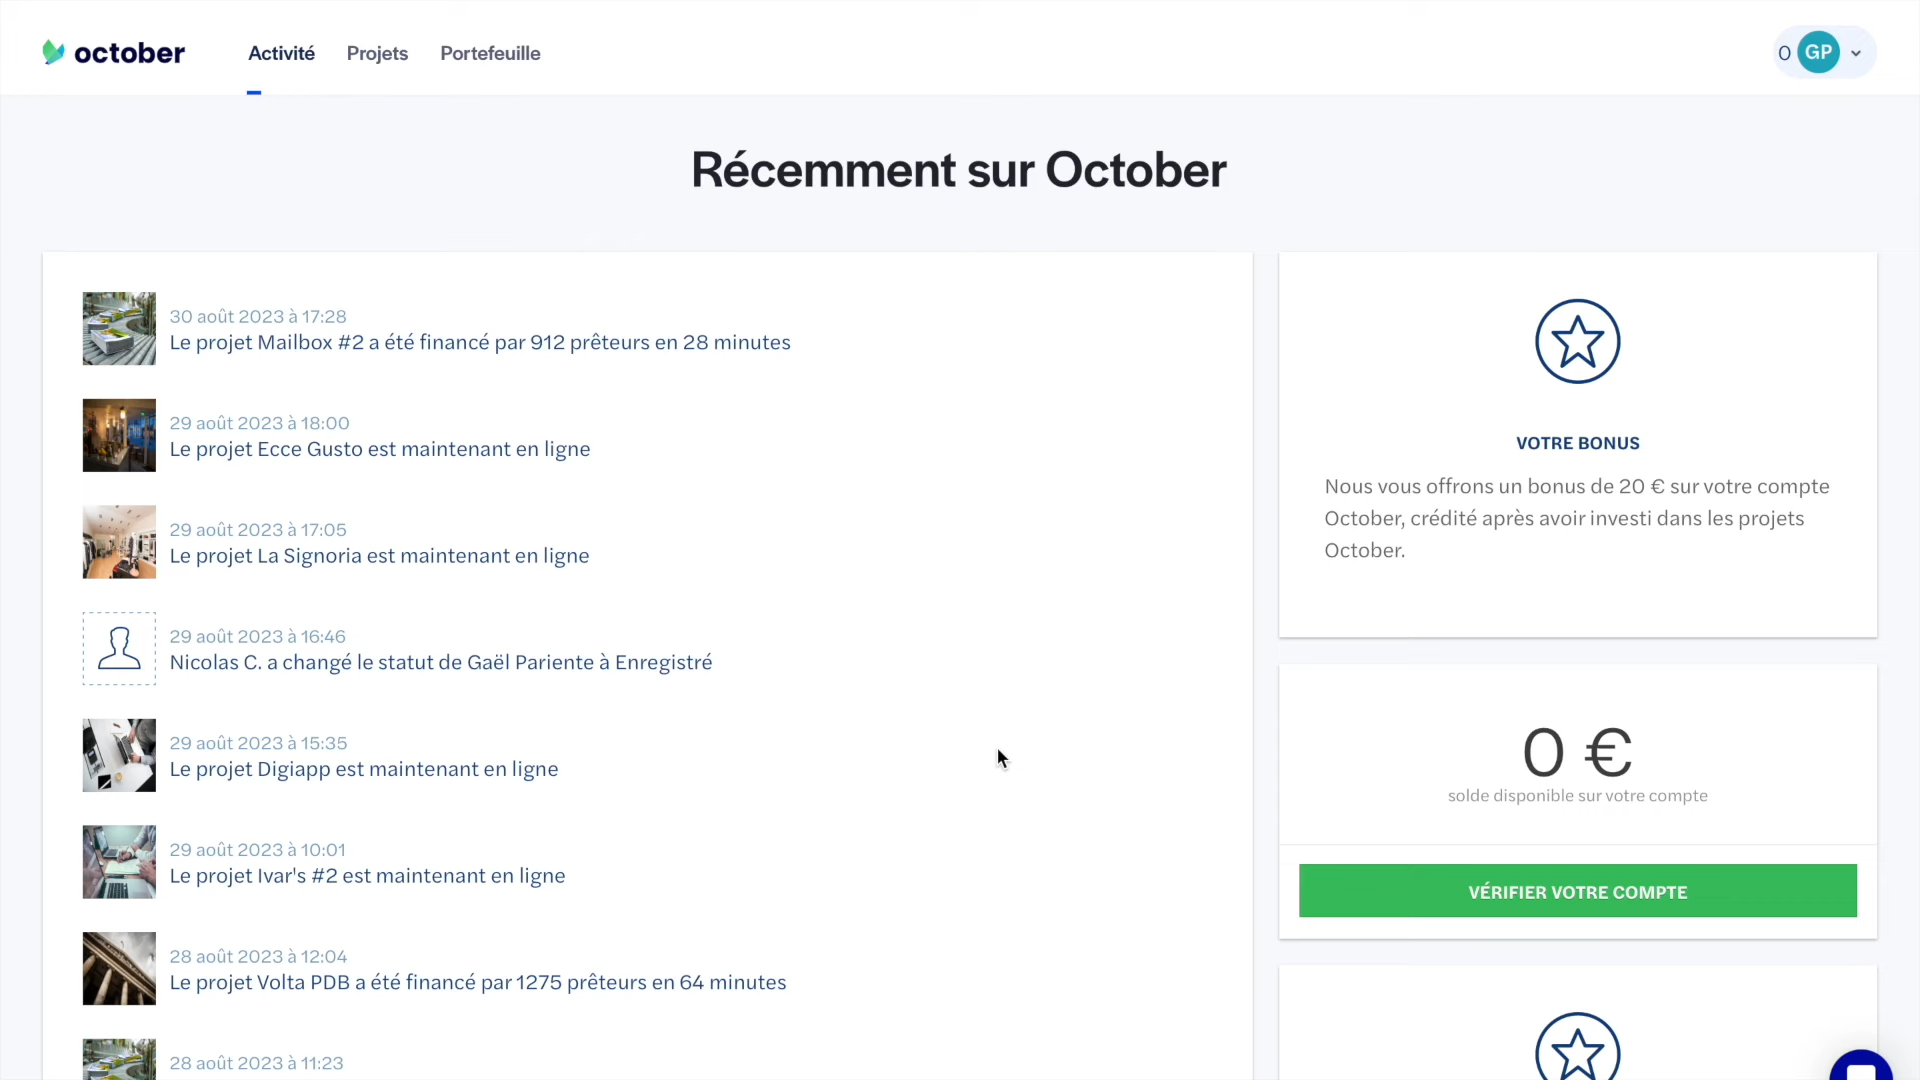 october
Activité
Projets
Portefeuille
0
GP
Récemment sur October
30 août 2023 à 17:28
Le projet Mailbox #2 a été financé par 912 prêteurs en 28 minutes
29 août 2023 à 18:00
Le projet Ecce Gusto est maintenant en ligne
29 août 2023 à 17:05
Le projet La Signoria est maintenant en ligne
29 août 2023 à 16:46
Nicolas C. a changé le statut de Gaël Pariente à Enregistré
29 août 2023 à 15:35
Le projet Digiapp est maintenant en ligne
29 août 2023 à 10:01
Le projet Ivar's #2 est maintenant en ligne
28 août 2023 à 12:04
Le projet Volta PDB a été financé par 1275 prêteurs en 64 minutes
28 août 2023 à 11:23
VOTRE BONUS
Nous vous offrons un bonus de 20 € sur votre compte
October, crédité après avoir investi dans les projets
October.
0 €
solde disponible sur votre compte
VÉRIFIER VOTRE COMPTE